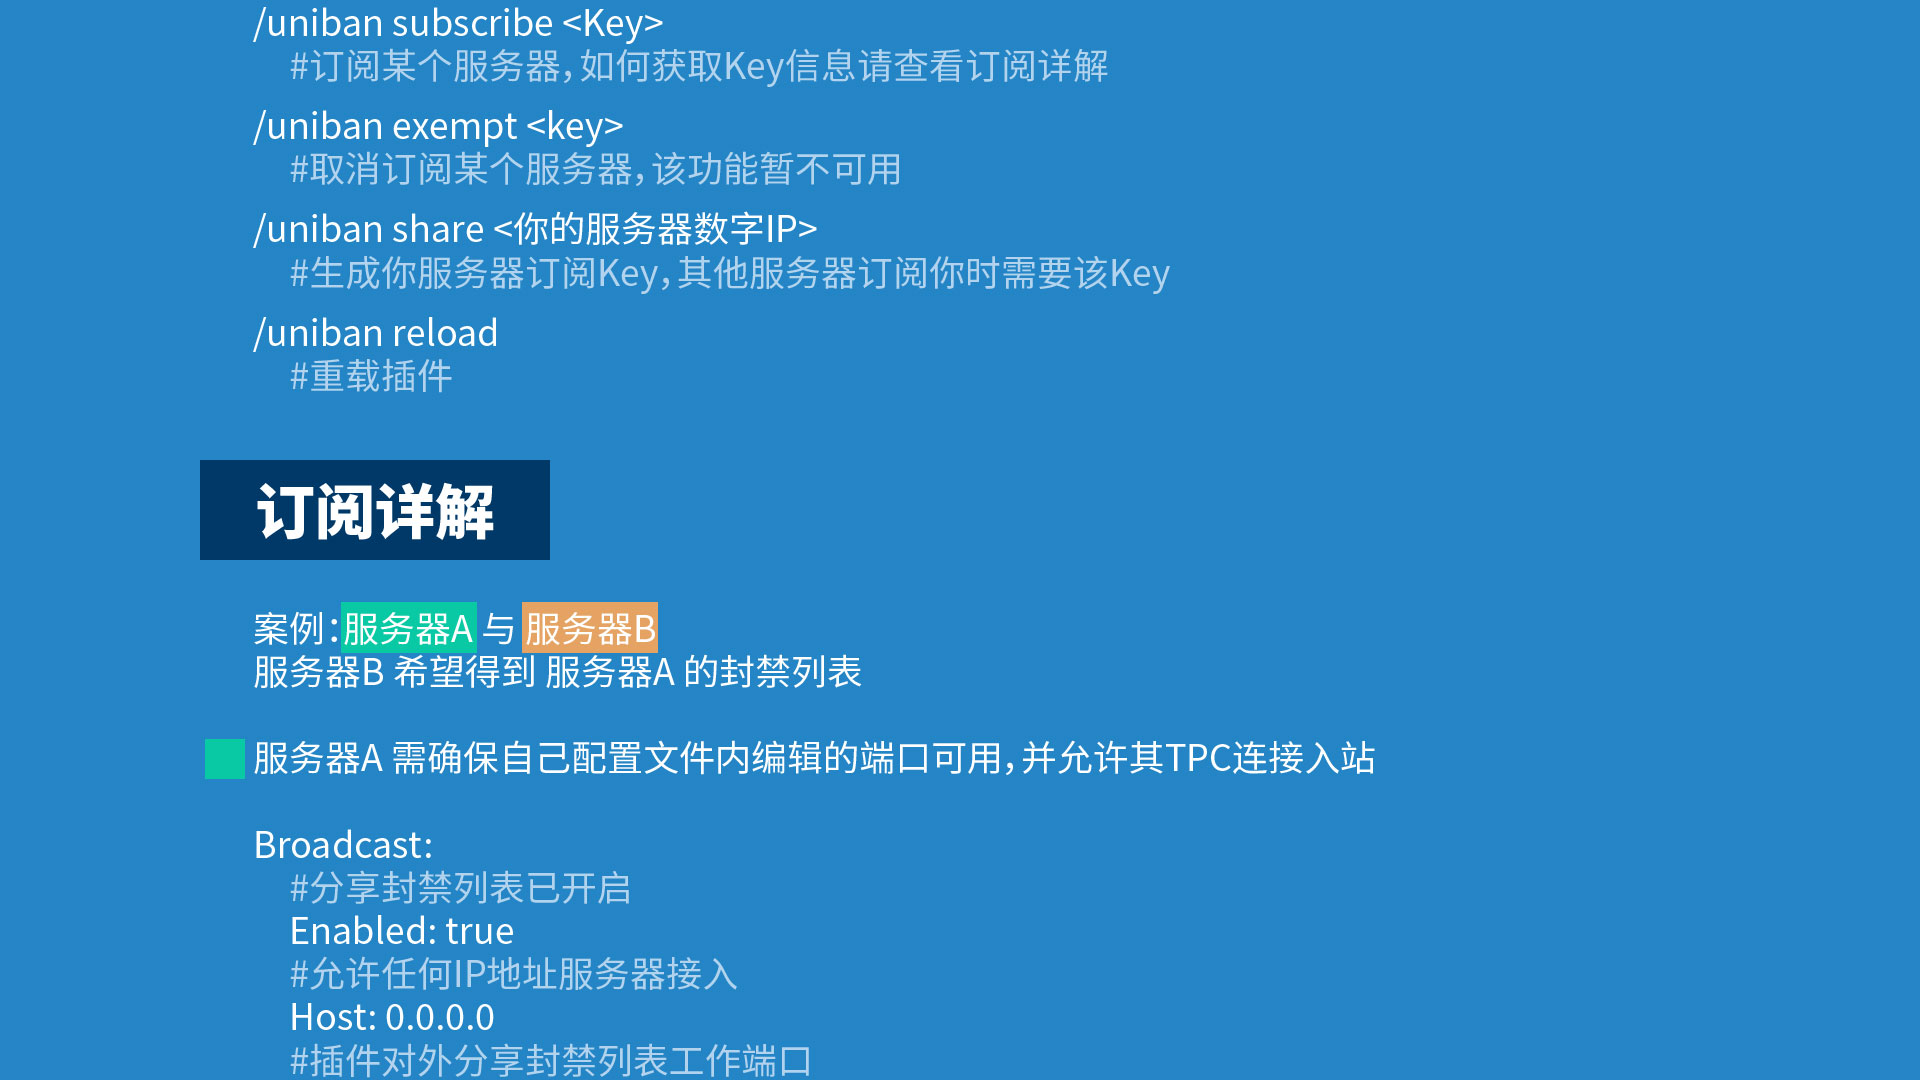 /uniban subscribe <Key>
#订阅某个服务器，如何获取Key信息请查看订阅详解
/uniban exempt <key>
#取消订阅某个服务器，该功能暂不可用
/uniban share <你的服务器数字IP>
#生成你服务器订阅Key，其他服务器订阅你时需要该Key
/uniban reload
#重载插件
订阅详解
案例：服务器A 与 服务器B
服务器B 希望得到 服务器A 的封禁列表
服务器A 需确保自己配置文件内编辑的端口可用，并允许其TPC连接入站
Broadcast:
#分享封禁列表已开启
Enabled: true
#允许任何IP地址服务器接入
Host: 0.0.0.0
#插件对外分享封禁列表工作端口